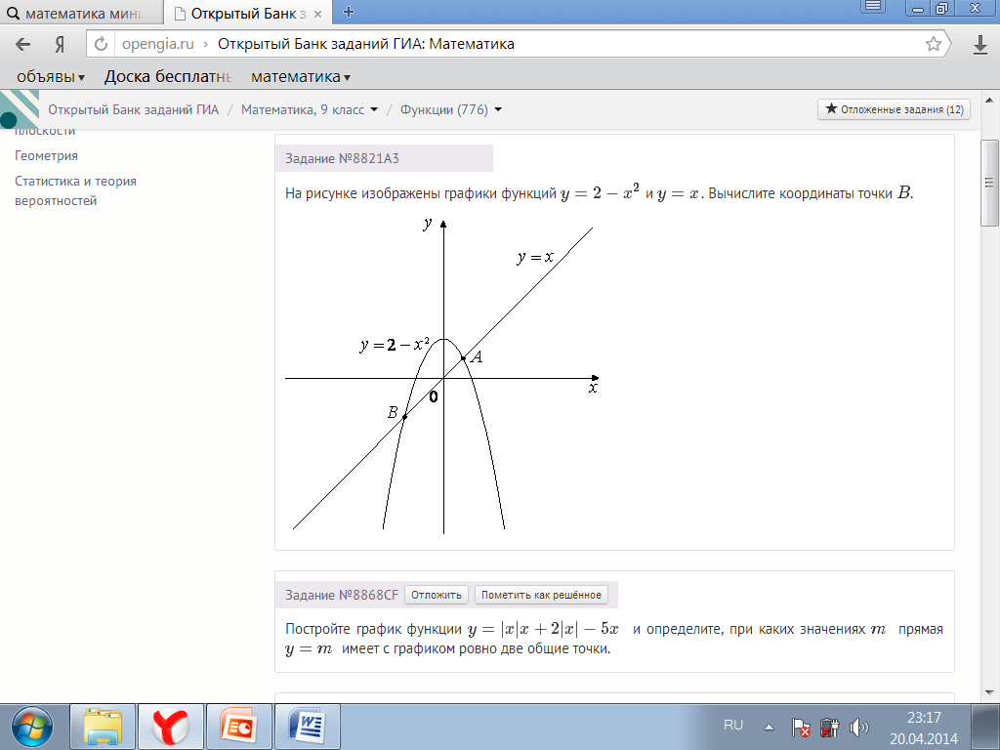 математика мин
Открытый Банк з
opengia.ru › Открытый Банк заданий ГИА: Математика
объявы Доска бесплатн математика
Открытый Банк заданий ГИА / Математика, 9 класс / Функции (776)
★ Отложенные задания (12)
плоскости
Геометрия
Статистика и теория
вероятностей
Задание №8821A3
На рисунке изображены графики функций y = 2 − x² и y = x. Вычислите координаты точки B.
y
y = x
y = 2 − x²
A
x
0
B
Задание №8868CF Отложить Пометить как решённое
Постройте график функции y = |x|x + 2|x| − 5x и определите, при каких значениях m прямая
y = m имеет с графиком ровно две общие точки.
RU
23:17
20.04.2014